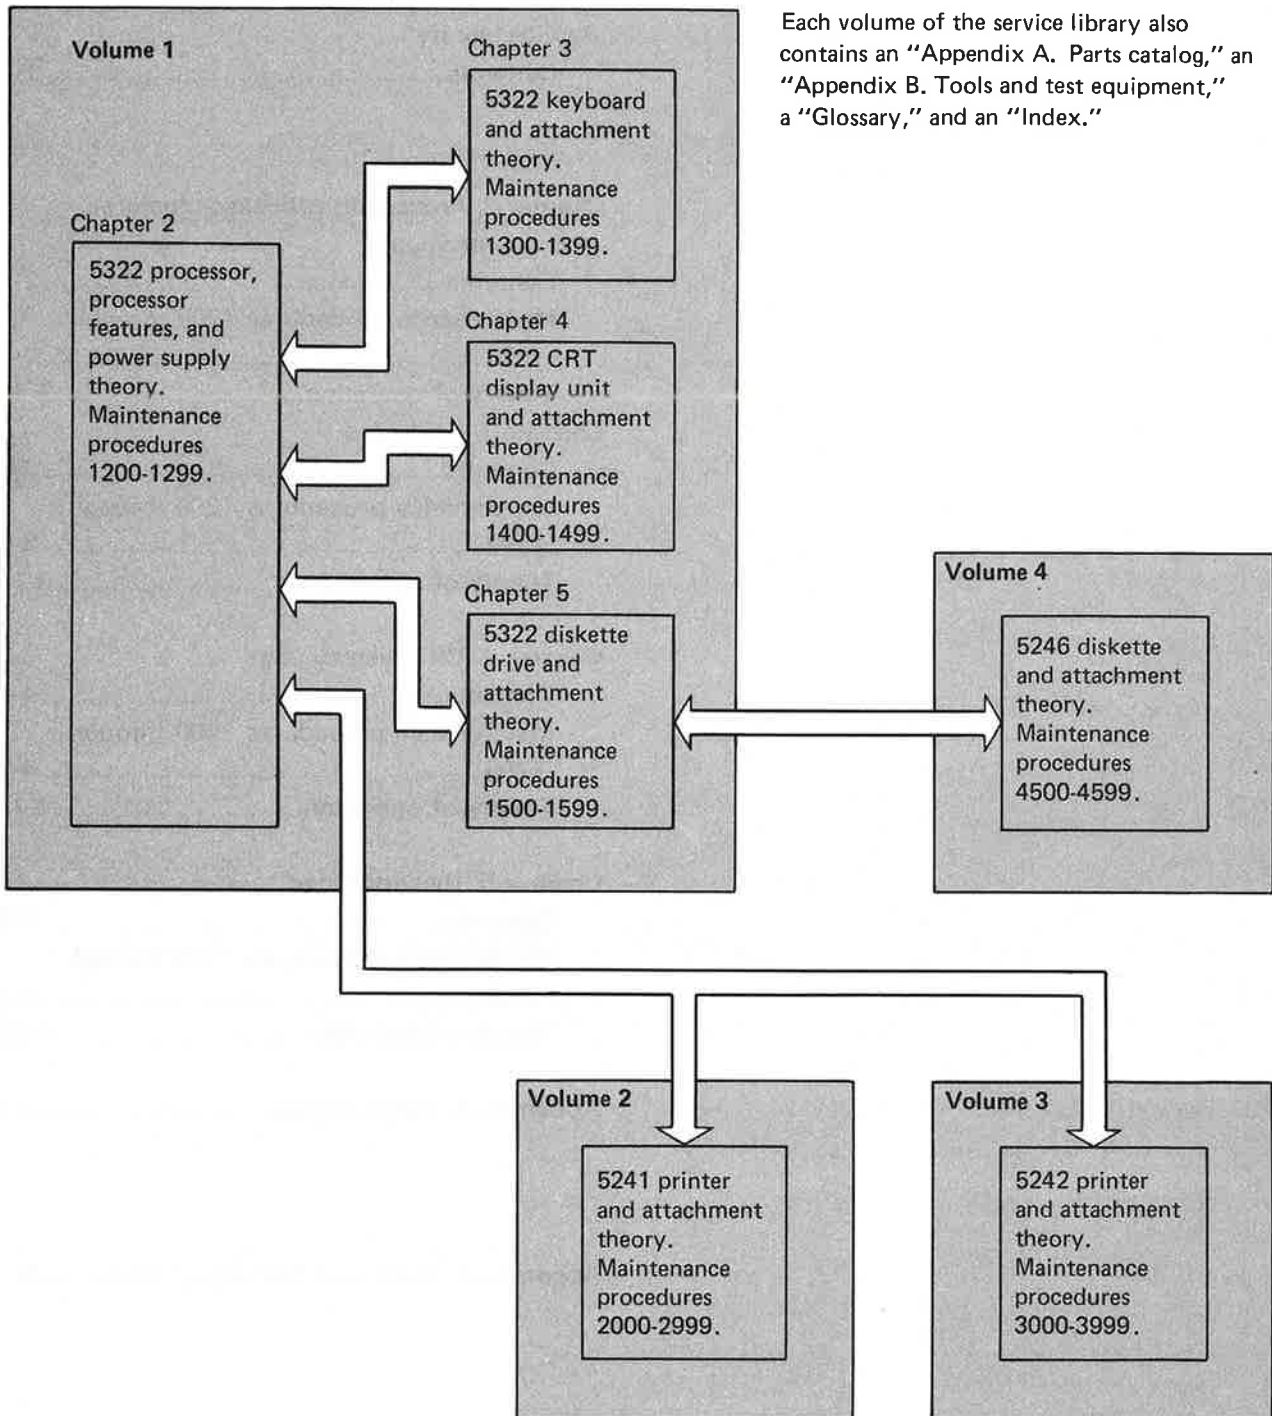 Each volume of the service library also
contains an "Appendix A. Parts catalog," an
"Appendix B. Tools and test equipment,"
a "Glossary," and an "Index."
Volume 1
Chapter 2
5322 processor,
processor
features, and
power supply
theory.
Maintenance
procedures
1200-1299.
Chapter 3
5322 keyboard
and attachment
theory.
Maintenance
procedures
1300-1399.
Chapter 4
5322 CRT
display unit
and attachment
theory.
Maintenance
procedures
1400-1499.
Chapter 5
5322 diskette
drive and
attachment
theory.
Maintenance
procedures
1500-1599.
Volume 4
5246 diskette
and attachment
theory.
Maintenance
procedures
4500-4599.
Volume 2
5241 printer
and attachment
theory.
Maintenance
procedures
2000-2999.
Volume 3
5242 printer
and attachment
theory.
Maintenance
procedures
3000-3999.